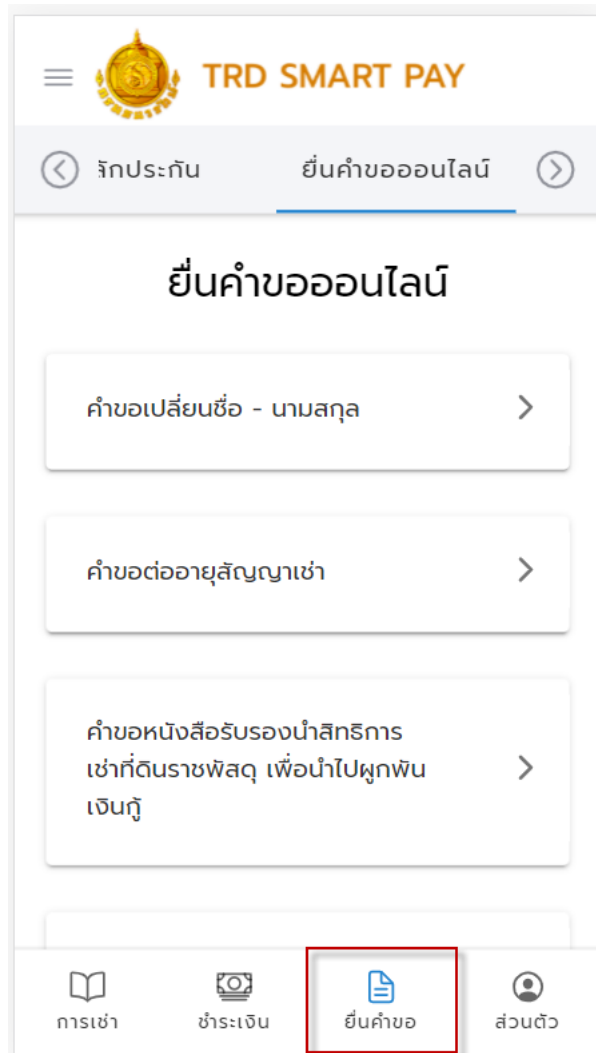 TRD SMART PAY
ลักประกัน ยื่นคำขอออนไลน์
ยื่นคำขอออนไลน์
คำขอเปลี่ยนชื่อ - นามสกุล
คำขอต่ออายุสัญญาเช่า
คำขอหนังสือรับรองนำสิทธิการ
เช่าที่ดินราชพัสดุ เพื่อนำไปผูกพัน
เงินกู้
การเช่า ชำระเงิน ยื่นคำขอ ส่วนตัว